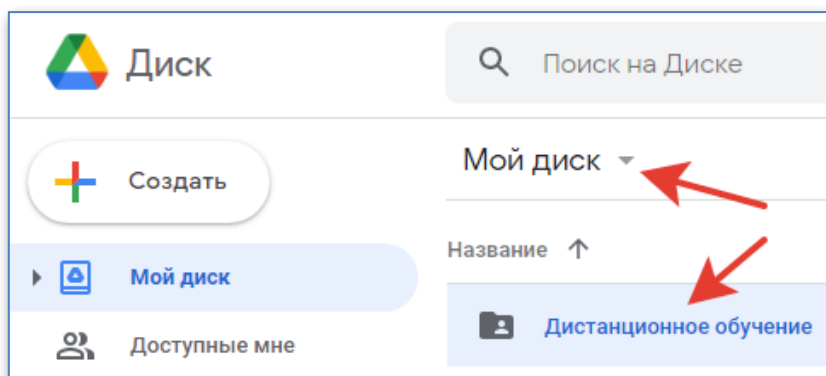 Диск
Поиск на Диске
Создать
Мой диск
Доступные мне
Мой диск
Название
Дистанционное обучение